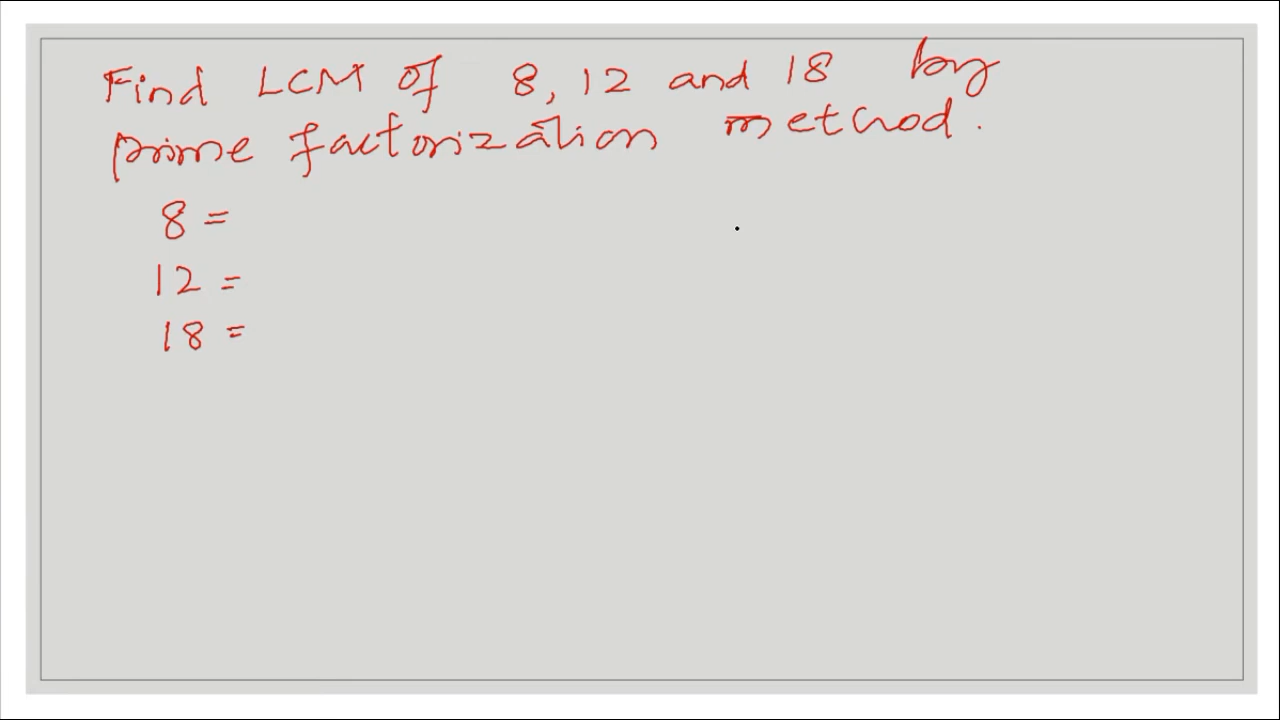 Find LCM of 8, 12 and 18 by
prime factorization method.
8 =
12 =
18 =